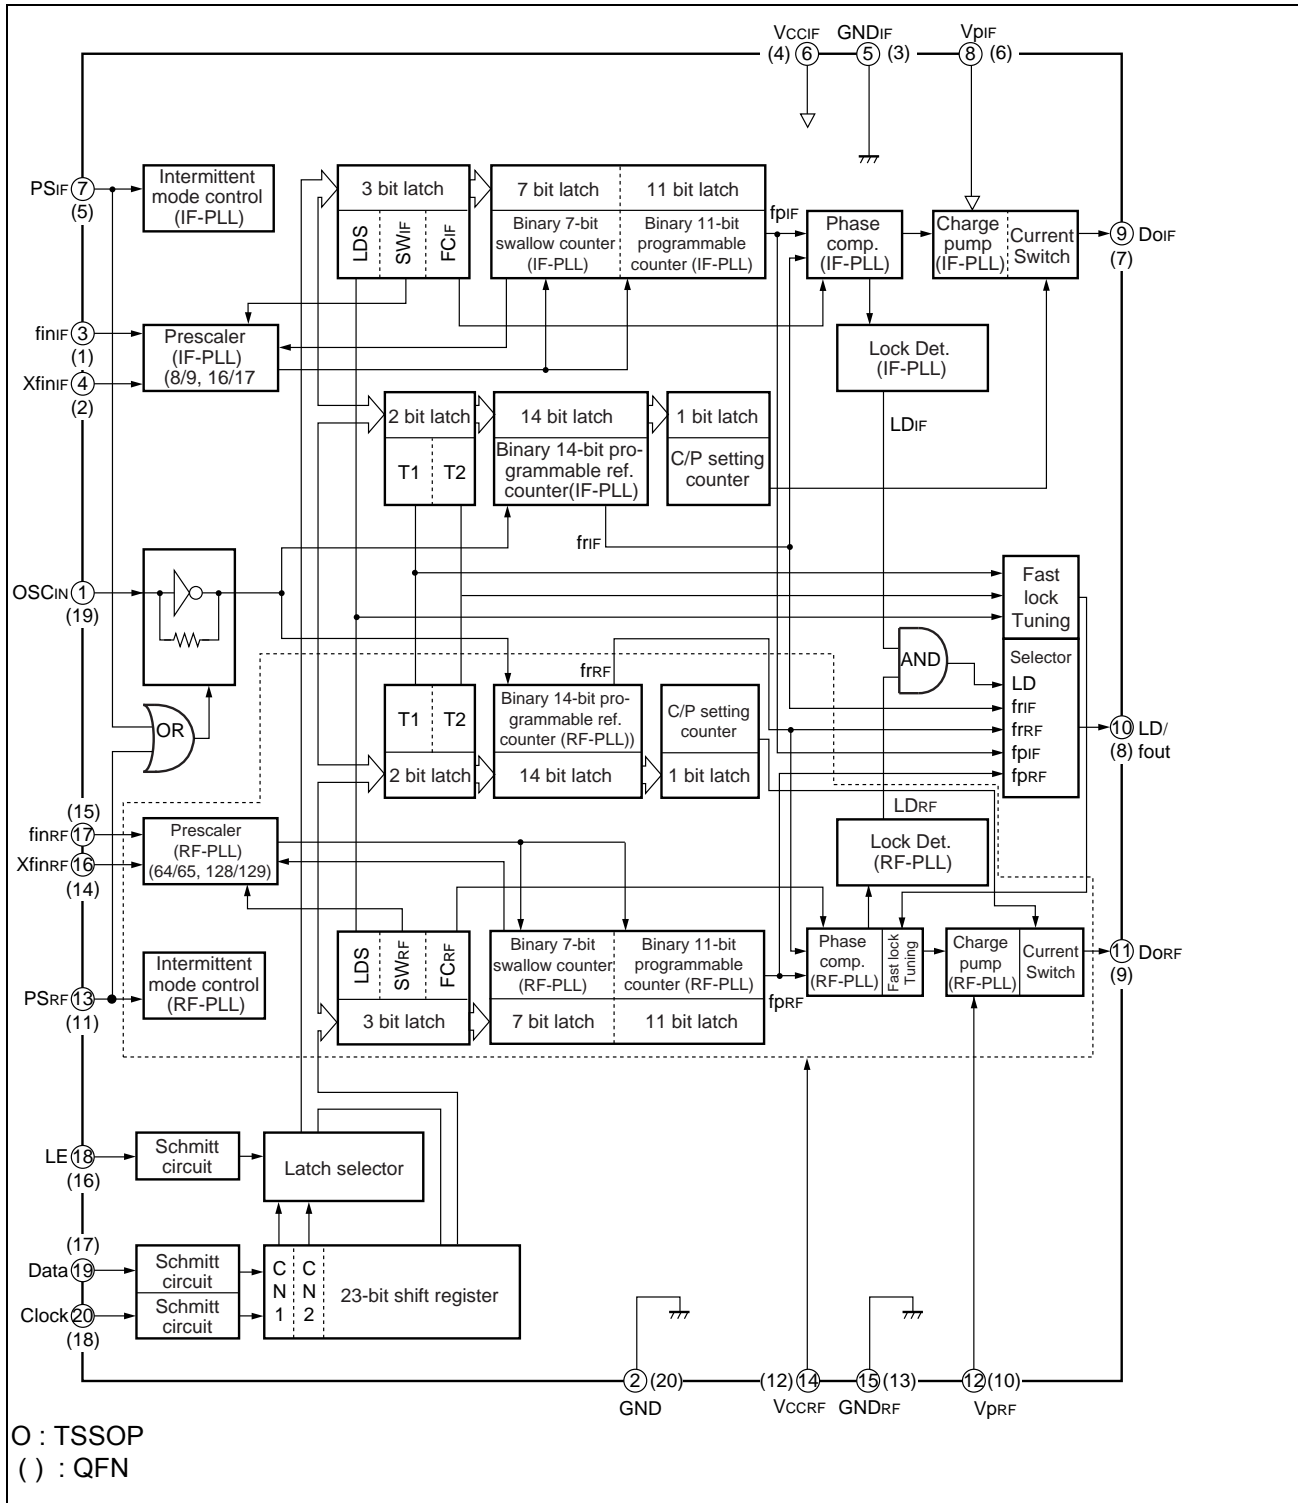 VCCIF
(4) 6
GNDIF
5 (3)
VpIF
8 (6)
PSIF 7
(5)
Intermittent
mode control
(IF-PLL)
3 bit latch
LDS
SWIF
FCIF
7 bit latch
11 bit latch
Binary 7-bit
swallow counter
(IF-PLL)
Binary 11-bit
programmable
counter (IF-PLL)
fpIF
Phase
comp.
(IF-PLL)
Charge
pump
(IF-PLL)
Current
Switch
9 DoIF
(7)
finIF 3
(1)
XfinIF 4
(2)
Prescaler
(IF-PLL)
(8/9, 16/17
Lock Det.
(IF-PLL)
LDIF
2 bit latch
T1
T2
14 bit latch
Binary 14-bit pro-
grammable ref.
counter(IF-PLL)
1 bit latch
C/P setting
counter
frIF
OSCIN 1
(19)
Fast
lock
Tuning
AND
Selector
LD
frIF
frRF
fpIF
fpRF
10 LD/
(8) fout
OR
frRF
T1
T2
2 bit latch
Binary 14-bit pro-
grammable ref.
counter (RF-PLL))
14 bit latch
C/P setting
counter
1 bit latch
(15)
finRF 17
XfinRF 16
(14)
Prescaler
(RF-PLL)
(64/65, 128/129)
LDRF
Lock Det.
(RF-PLL)
PSRF 13
(11)
Intermittent
mode control
(RF-PLL)
LDS
SWRF
FCRF
3 bit latch
Binary 7-bit
swallow counter
(RF-PLL)
Binary 11-bit
programmable
counter (RF-PLL)
7 bit latch
11 bit latch
fpRF
Phase
comp.
(RF-PLL)
Fast lock
Tuning
Charge
pump
(RF-PLL)
Current
Switch
11 DoRF
(9)
LE 18
(16)
Schmitt
circuit
Latch selector
(17)
Data 19
Clock 20
(18)
Schmitt
circuit
Schmitt
circuit
C
N
1
C
N
2
23-bit shift register
2 (20)
GND
(12) 14
VCCRF
15 (13)
GNDRF
12 (10)
VpRF
O : TSSOP
( ) : QFN